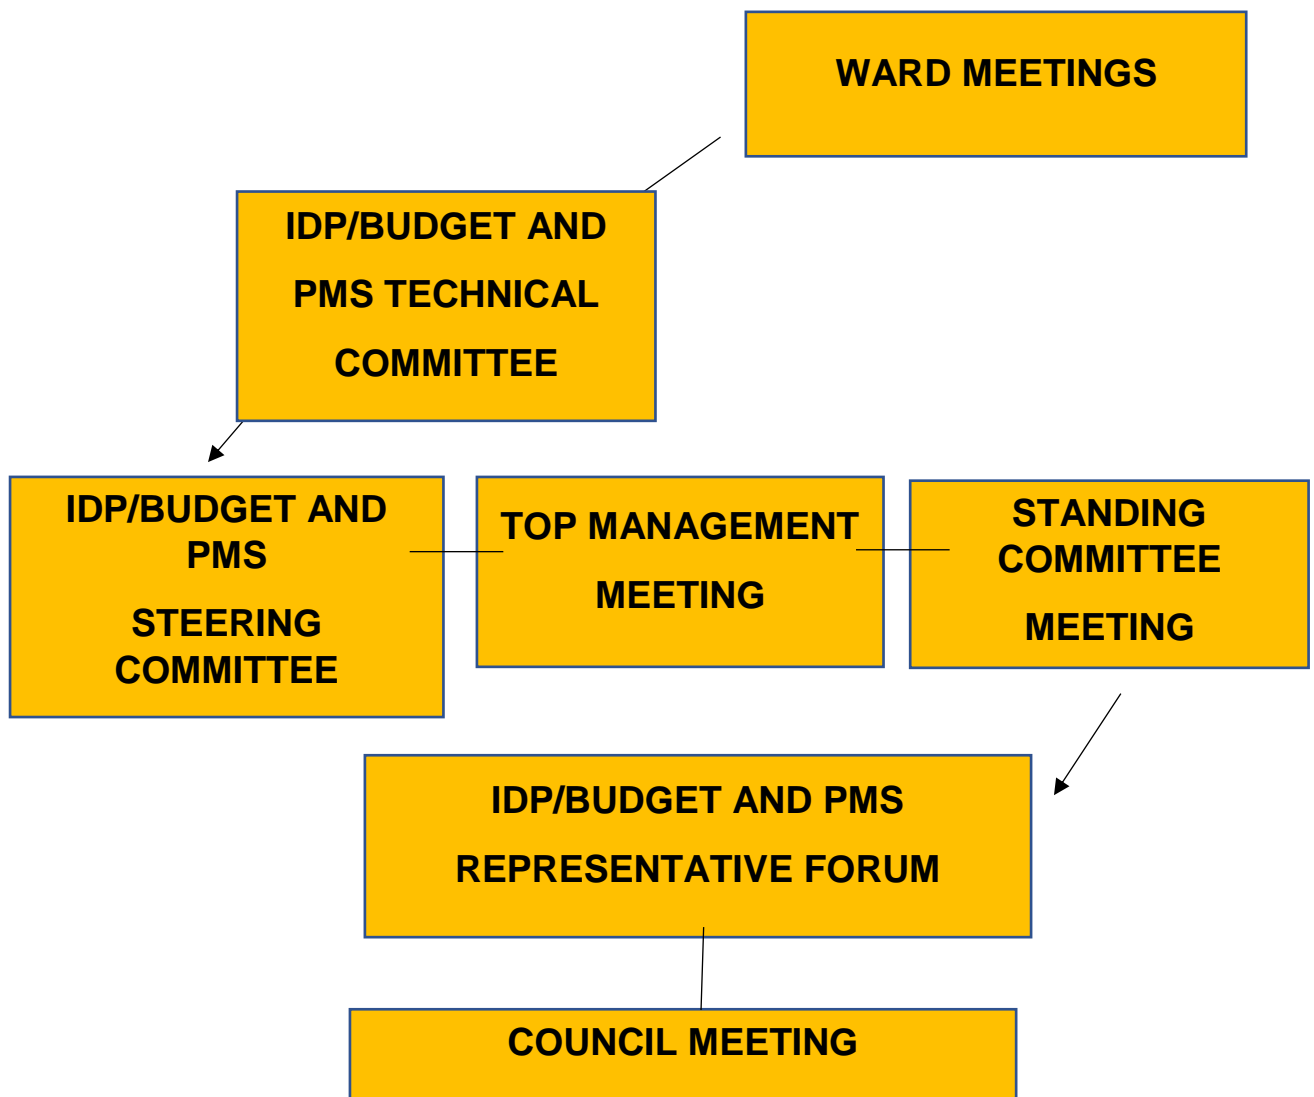 WARD MEETINGS
IDP/BUDGET AND
PMS TECHNICAL
COMMITTEE
IDP/BUDGET AND
PMS
STEERING
COMMITTEE
TOP MANAGEMENT
MEETING
STANDING
COMMITTEE
MEETING
IDP/BUDGET AND PMS
REPRESENTATIVE FORUM
COUNCIL MEETING